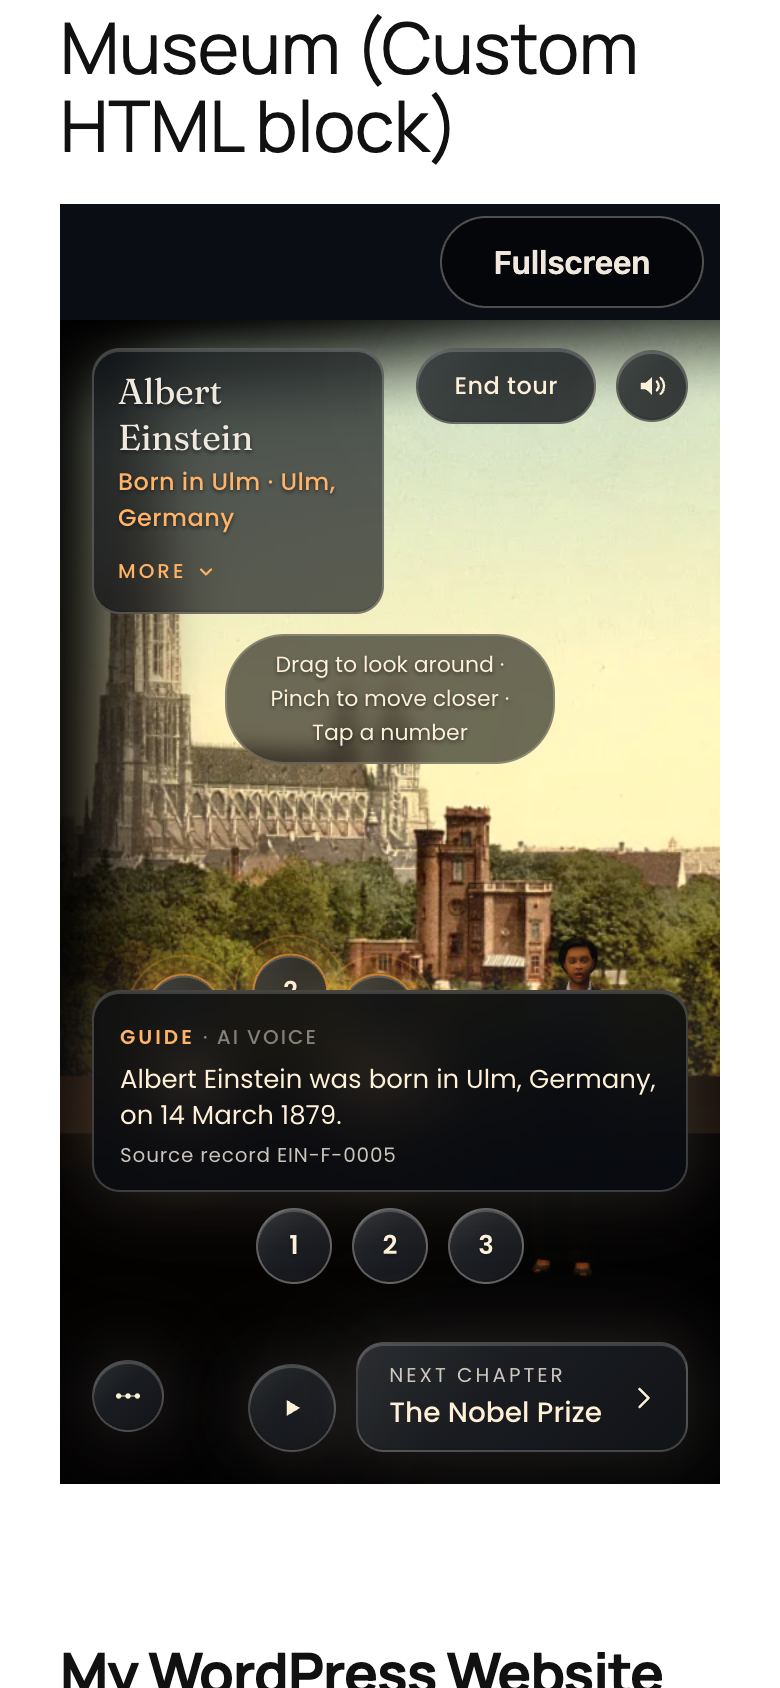 Museum (Custom
HTML block)
Fullscreen
Albert
Einstein
Born in Ulm · Ulm,
Germany
MORE
End tour
Drag to look around ·
Pinch to move closer ·
Tap a number
2
GUIDE · AI VOICE
Albert Einstein was born in Ulm, Germany,
on 14 March 1879.
Source record EIN-F-0005
1 2 3
NEXT CHAPTER
The Nobel Prize
My WordPress Website